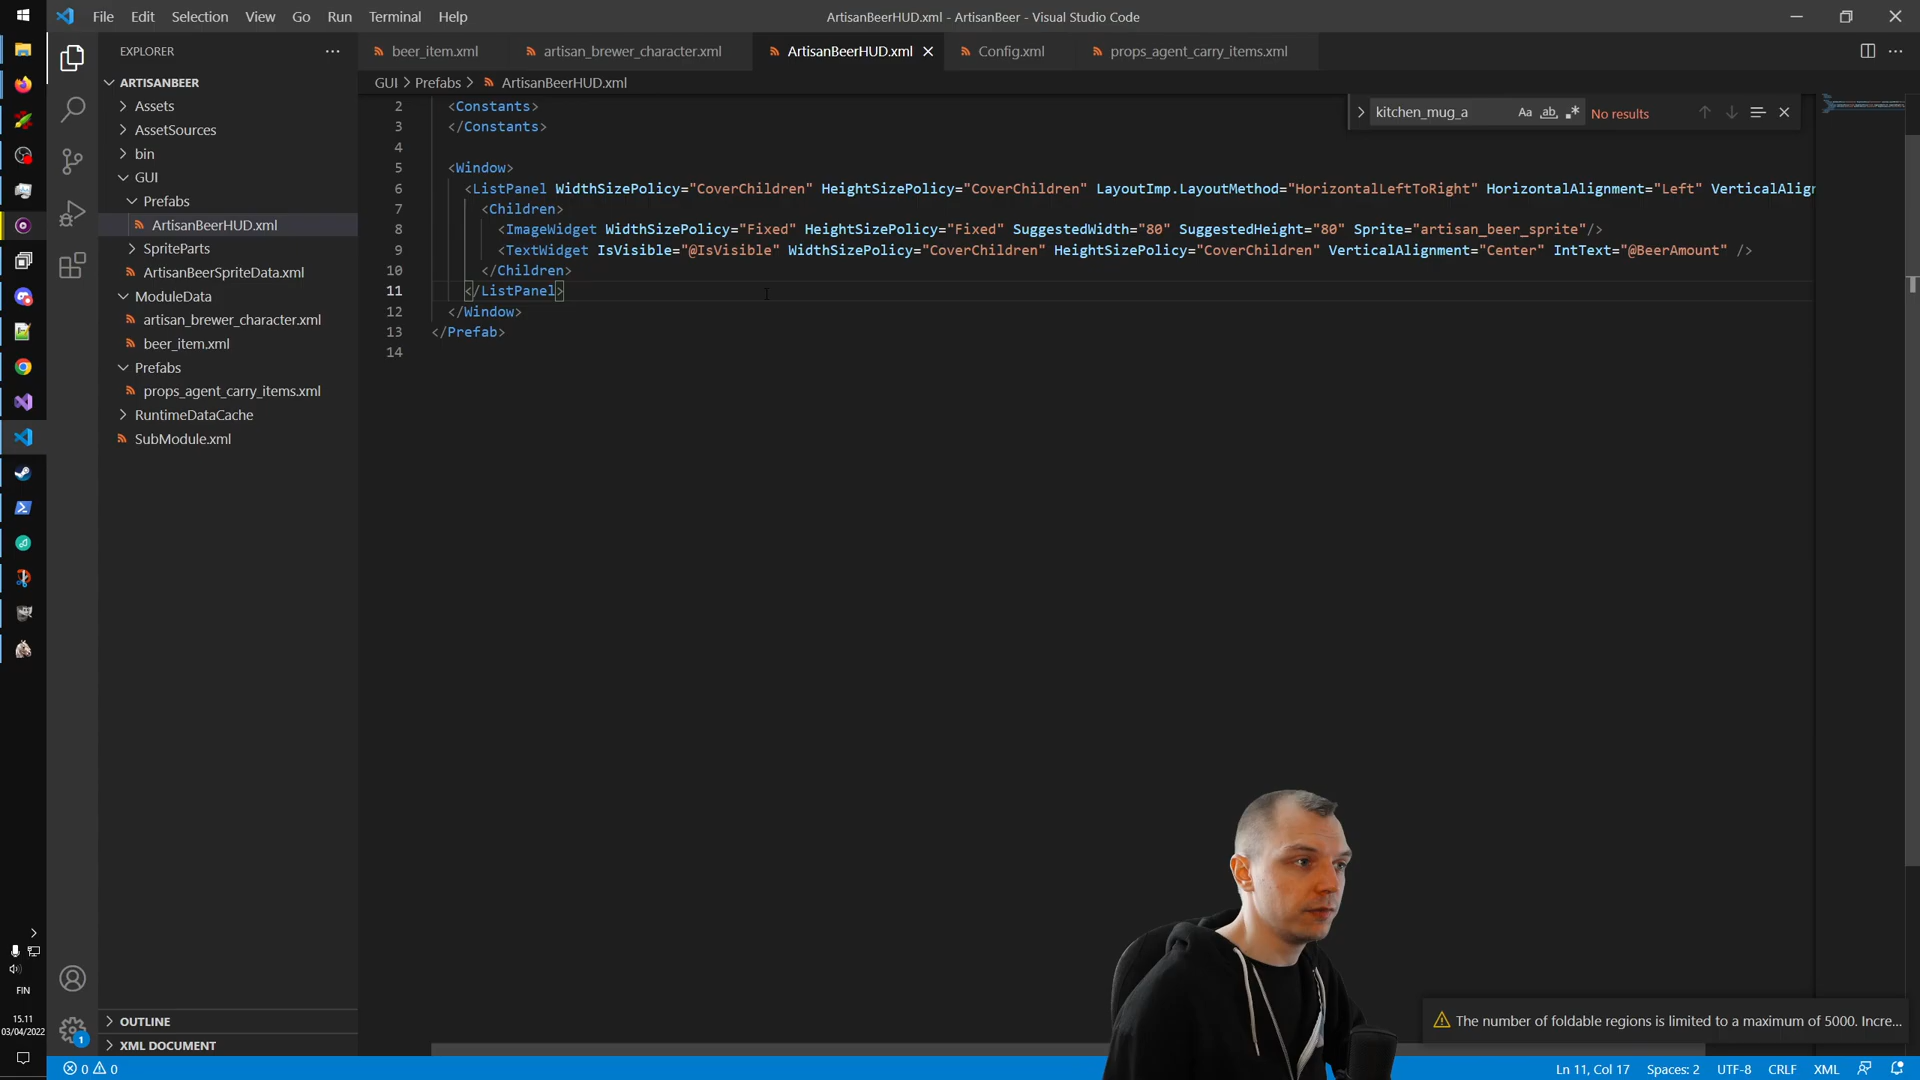 File Edit Selection View Go Run Terminal Help
ArtisanBeerHUD.xml - ArtisanBeer - Visual Studio Code
EXPLORER
beer_item.xml
artisan_brewer_character.xml
ArtisanBeerHUD.xml
Config.xml
props_agent_carry_items.xml
GUI > Prefabs > ArtisanBeerHUD.xml
ARTISANBEER
Assets
AssetSources
bin
GUI
Prefabs
ArtisanBeerHUD.xml
SpriteParts
ArtisanBeerSpriteData.xml
ModuleData
artisan_brewer_character.xml
beer_item.xml
Prefabs
props_agent_carry_items.xml
RuntimeDataCache
SubModule.xml
OUTLINE
XML DOCUMENT
kitchen_mug_a Aa ab .* No results
2 <Constants>
3 </Constants>
4
5 <Window>
6 <ListPanel WidthSizePolicy="CoverChildren" HeightSizePolicy="CoverChildren" LayoutImp.LayoutMethod="HorizontalLeftToRight" HorizontalAlignment="Left" VerticalAlign
7 <Children>
8 <ImageWidget WidthSizePolicy="Fixed" HeightSizePolicy="Fixed" SuggestedWidth="80" SuggestedHeight="80" Sprite="artisan_beer_sprite"/>
9 <TextWidget IsVisible="@IsVisible" WidthSizePolicy="CoverChildren" HeightSizePolicy="CoverChildren" VerticalAlignment="Center" IntText="@BeerAmount" />
10 </Children>
11 </ListPanel>
12 </Window>
13 </Prefab>
14
The number of foldable regions is limited to a maximum of 5000. Incre...
FIN
15.11
03/04/2022
1
0 0
Ln 11, Col 17 Spaces: 2 UTF-8 CRLF XML